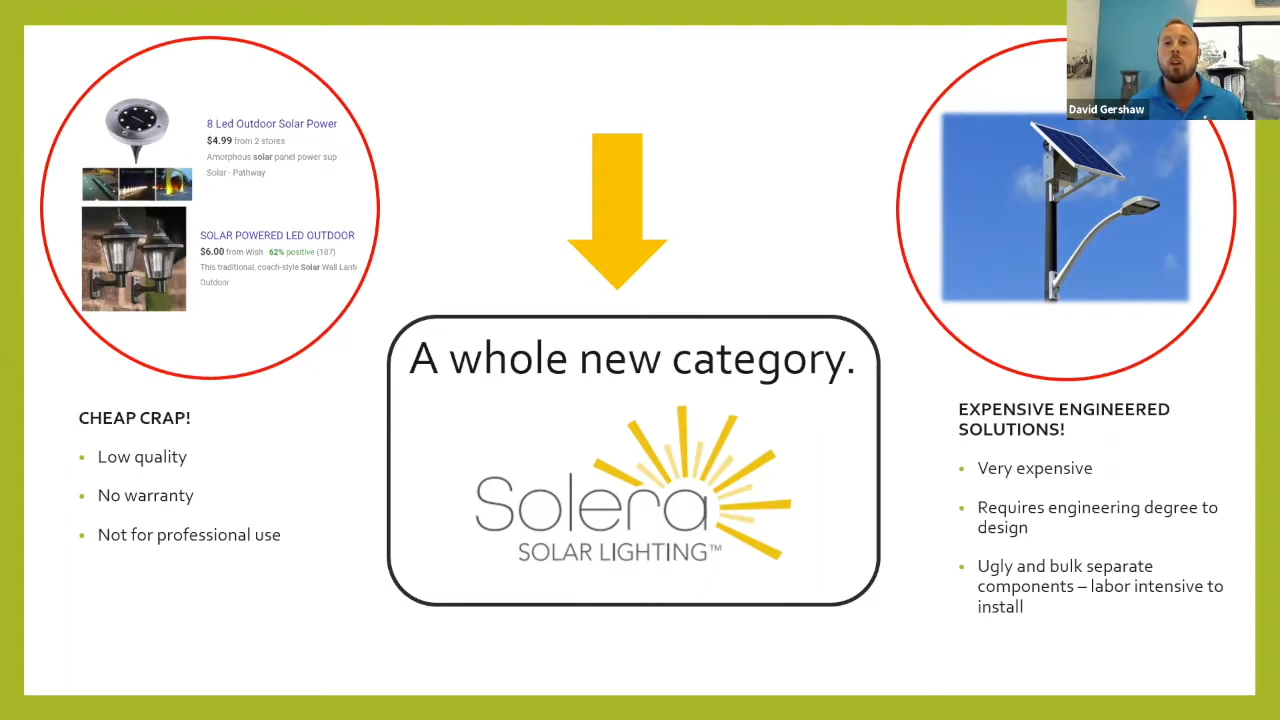 8 Led Outdoor Solar Power
$4.99 from 2 stores
Amorphous solar panel power sup
Solar · Pathway
SOLAR POWERED LED OUTDOOR
$6.00 from Wish 62% positive (187)
This traditional, coach-style Solar Wall Lante
Outdoor
CHEAP CRAP!
• Low quality
• No warranty
• Not for professional use
A whole new category.
Solera
SOLAR LIGHTING™
David Gershaw
EXPENSIVE ENGINEERED
SOLUTIONS!
• Very expensive
• Requires engineering degree to
design
• Ugly and bulk separate
components – labor intensive to
install